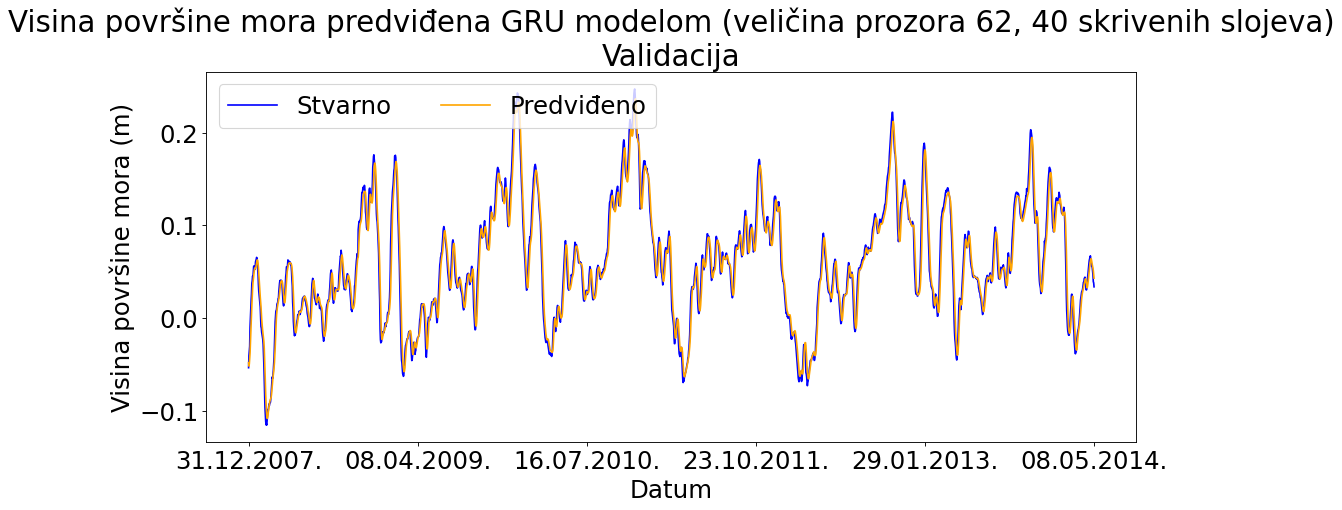 Visina površine mora predviđena GRU modelom (veličina prozora 62, 40 skrivenih slojeva)
Validacija
Stvarno Predviđeno
Visina površine mora (m)
0.2
0.1
0.0
−0.1
31.12.2007. 08.04.2009. 16.07.2010. 23.10.2011. 29.01.2013. 08.05.2014.
Datum